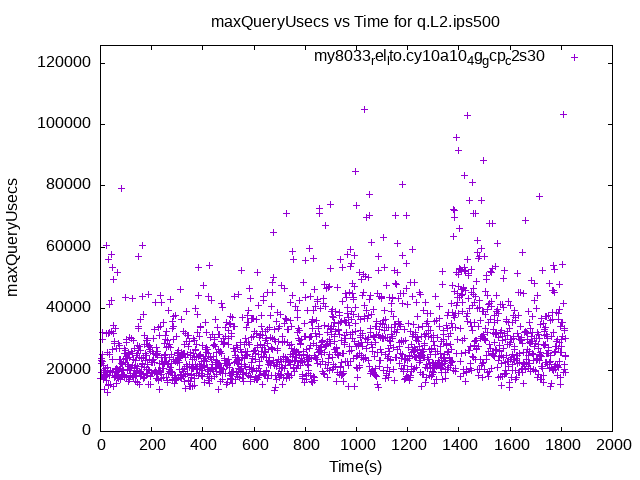 maxQueryUsecs vs Time for q.L2.ips500
my8033_rel_lto.cy10a10_4g_gcp_c2s30
120000
100000
80000
60000
40000
20000
0
maxQueryUsecs
0 200 400 600 800 1000 1200 1400 1600 1800 2000
Time(s)